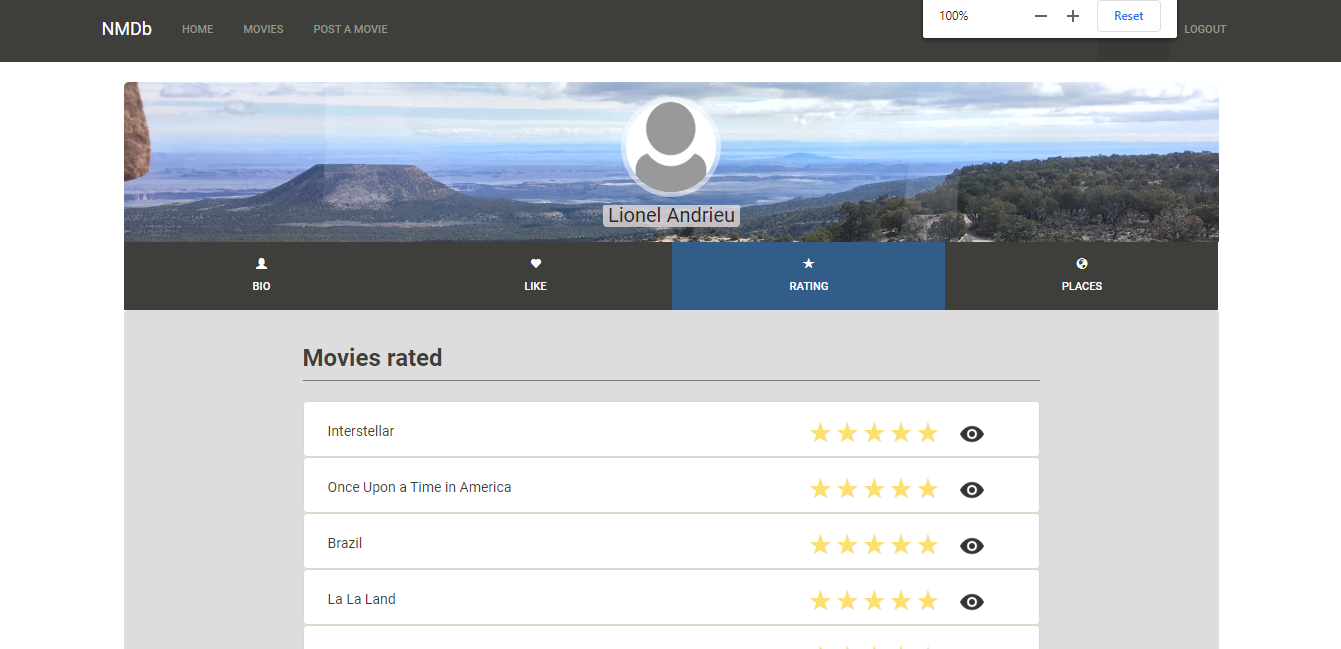 NMDb HOME MOVIES POST A MOVIE LOGOUT
100% Reset
Lionel Andrieu
BIO LIKE RATING PLACES
Movies rated
Interstellar
Once Upon a Time in America
Brazil
La La Land